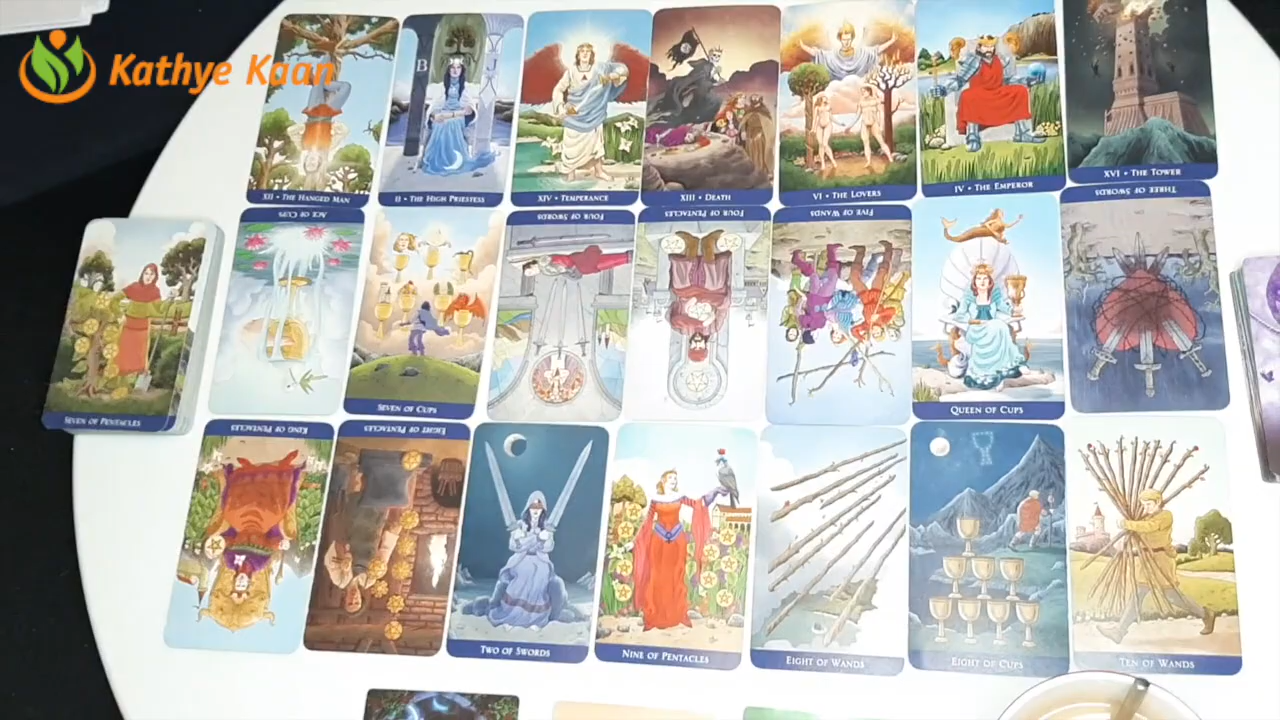 Kathye Kaan
XII • THE HANGED MAN
B
J
II • THE HIGH PRIESTESS
XIV • TEMPERANCE
XIII • DEATH
VI • THE LOVERS
IV • THE EMPEROR
XVI • THE TOWER
SEVEN OF PENTACLES
ACE OF CUPS
SEVEN OF CUPS
FOUR OF SWORDS
FOUR OF PENTACLES
FIVE OF WANDS
QUEEN OF CUPS
THREE OF SWORDS
KING OF PENTACLES
EIGHT OF PENTACLES
TWO OF SWORDS
NINE OF PENTACLES
EIGHT OF WANDS
EIGHT OF CUPS
TEN OF WANDS